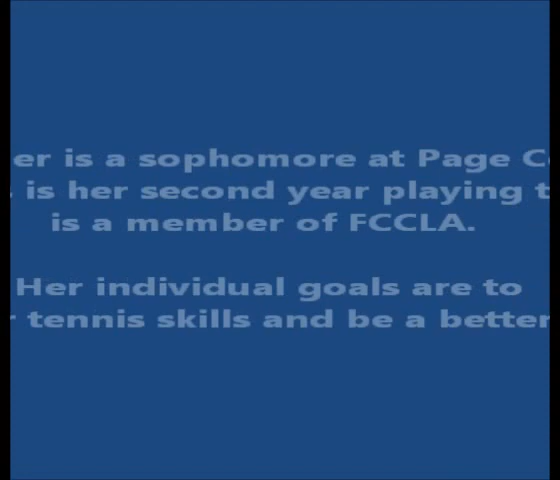 er is a sophomore at Page C
is her second year playing t
is a member of FCCLA.
Her individual goals are to
r tennis skills and be a better